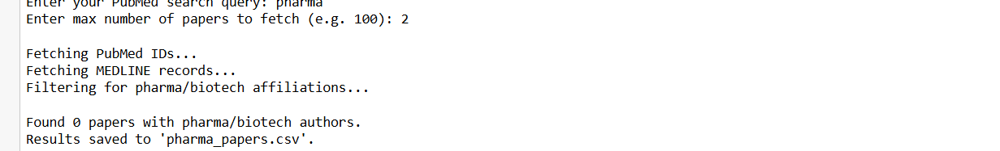 Enter your PubMed search query: pharma
Enter max number of papers to fetch (e.g. 100): 2
Fetching PubMed IDs...
Fetching MEDLINE records...
Filtering for pharma/biotech affiliations...
Found 0 papers with pharma/biotech authors.
Results saved to 'pharma_papers.csv'.